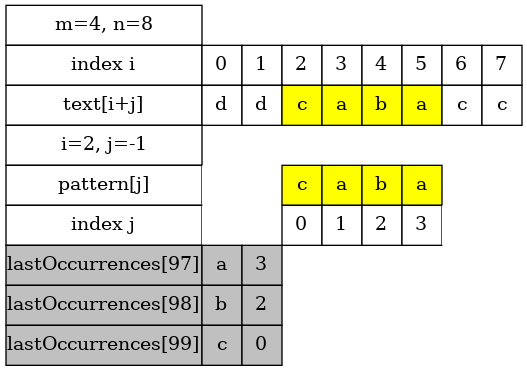 m=4, n=8
index i 0 1 2 3 4 5 6 7
text[i+j] d d c a b a c c
i=2, j=-1
pattern[j] c a b a
index j 0 1 2 3
lastOccurrences[97] a 3
lastOccurrences[98] b 2
lastOccurrences[99] c 0